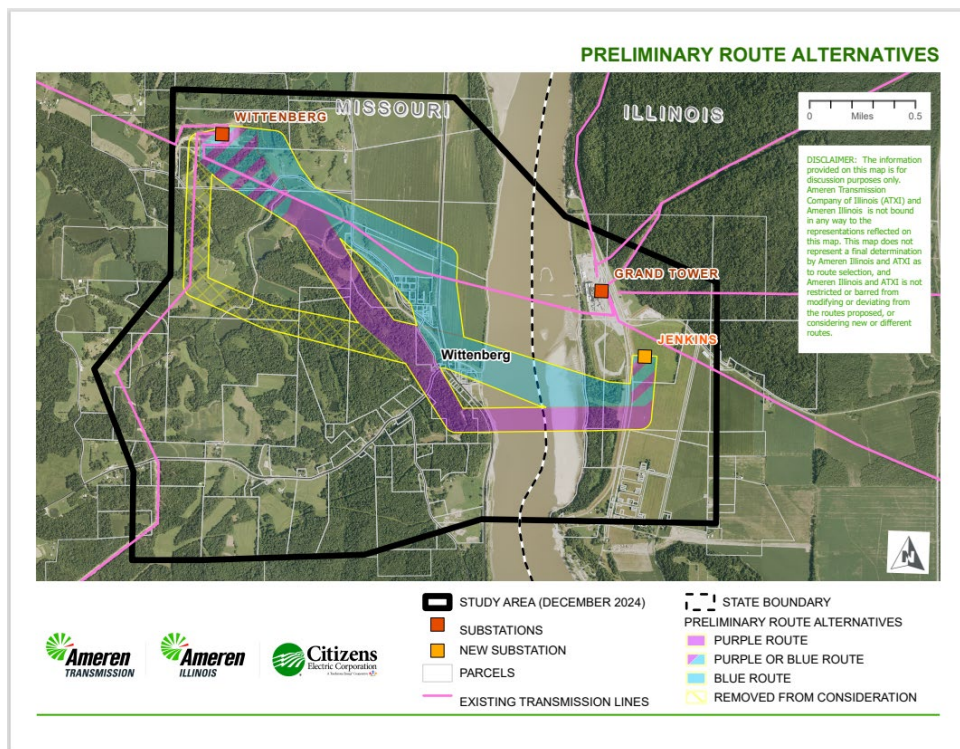 PRELIMINARY ROUTE ALTERNATIVES
MISSOURI
ILLINOIS
WITTENBERG
0 Miles 0.5
DISCLAIMER: The information
provided on this map is for
discussion purposes only.
Ameren Transmission
Company of Illinois (ATXI) and
Ameren Illinois is not bound
in any way to the
representations reflected on
this map. This map does not
represent a final determination
by Ameren Illinois and ATXI as
to route selection, and
Ameren Illinois and ATXI is not
restricted or barred from
modifying or deviating from
the routes proposed, or
considering new or different
routes.
GRAND TOWER
JENKINS
Wittenberg
N
STUDY AREA (DECEMBER 2024)
SUBSTATIONS
NEW SUBSTATION
PARCELS
EXISTING TRANSMISSION LINES
STATE BOUNDARY
PRELIMINARY ROUTE ALTERNATIVES
PURPLE ROUTE
PURPLE OR BLUE ROUTE
BLUE ROUTE
REMOVED FROM CONSIDERATION
Ameren
TRANSMISSION
Ameren
ILLINOIS
Citizens
Electric Corporation